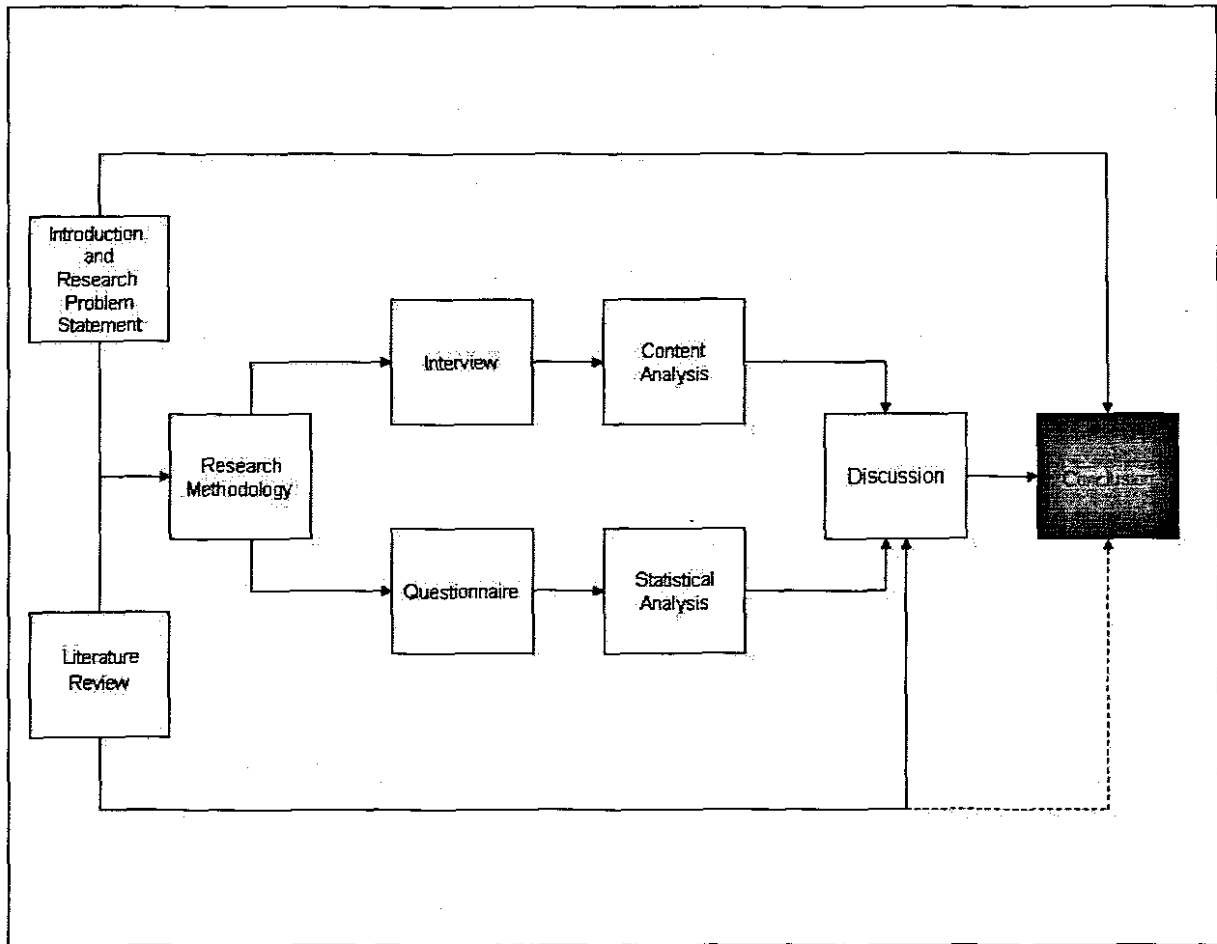 Introduction
and
Research
Problem
Statement
Interview
Content
Analysis
Research
Methodology
Discussion
Conclusion
Questionnaire
Statistical
Analysis
Literature
Review